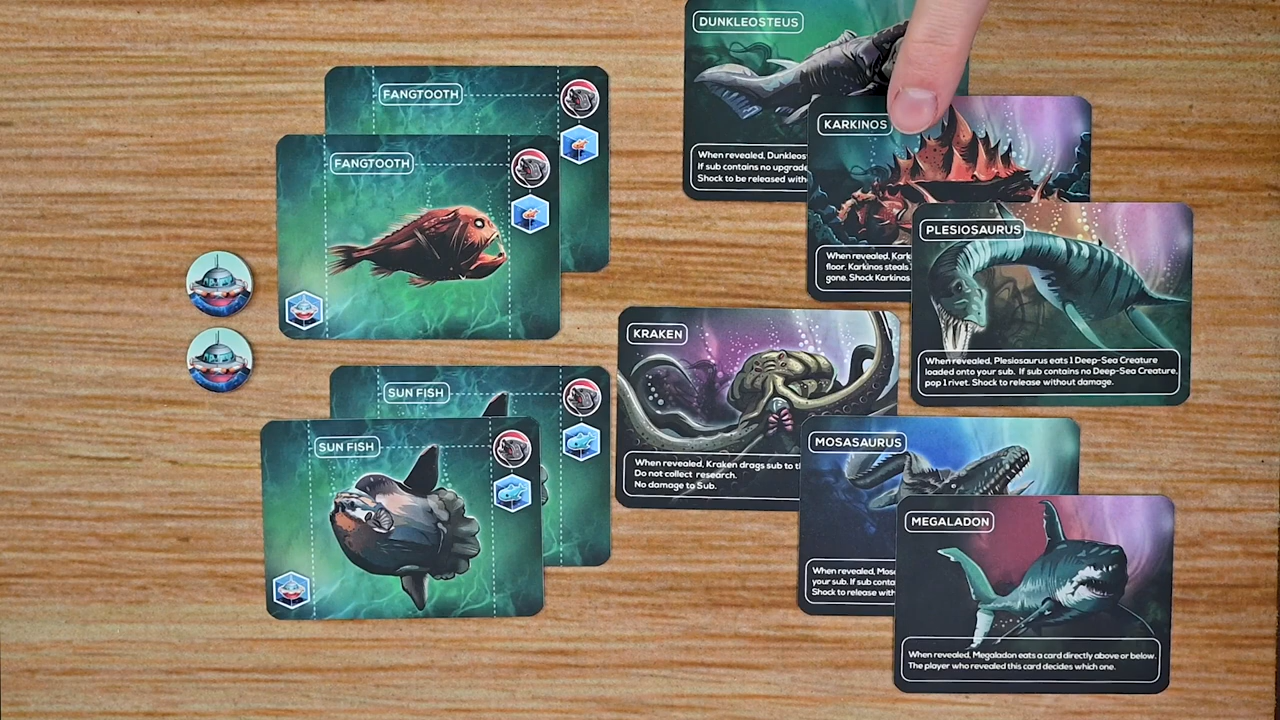 FANGTOOTH
FANGTOOTH
SUN FISH
SUN FISH
DUNKLEOSTEUS
When revealed, Dunkleos
If sub contains no upgrade
Shock to be released with
KARKINOS
When revealed, Kark
floor. Karkinos steals
gone. Shock Karkinos
PLESIOSAURUS
When revealed, Plesiosaurus eats 1 Deep-Sea Creature
loaded onto your sub. If sub contains no Deep-Sea Creature,
pop 1 rivet. Shock to release without damage.
KRAKEN
When revealed, Kraken drags sub to t
Do not collect research.
No damage to Sub.
MOSASAURUS
When revealed, Mos
your sub. If sub conta
Shock to release with
MEGALADON
When revealed, Megaladon eats a card directly above or below.
The player who revealed this card decides which one.